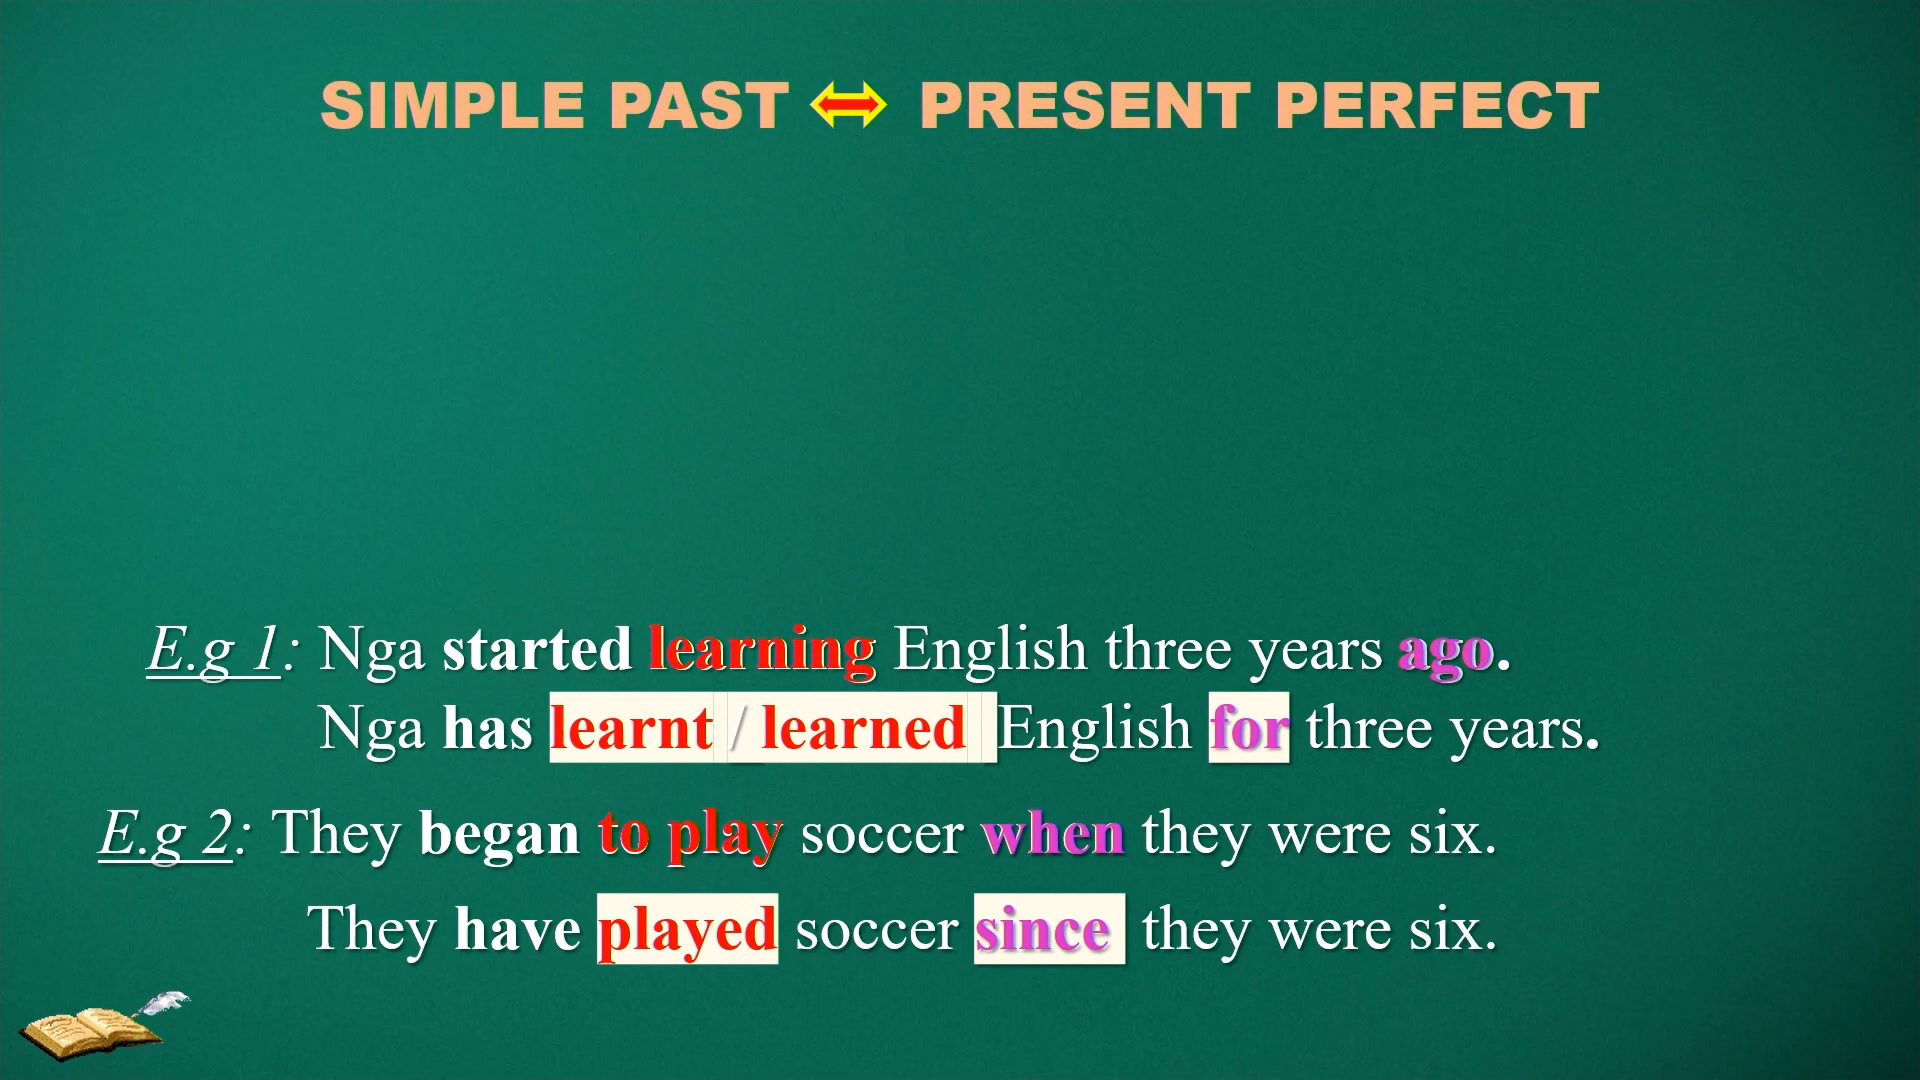 SIMPLE PAST ⇔ PRESENT PERFECT
E.g 1: Nga started learning English three years ago.
Nga has learnt / learned English for three years.
E.g 2: They began to play soccer when they were six.
They have played soccer since they were six.